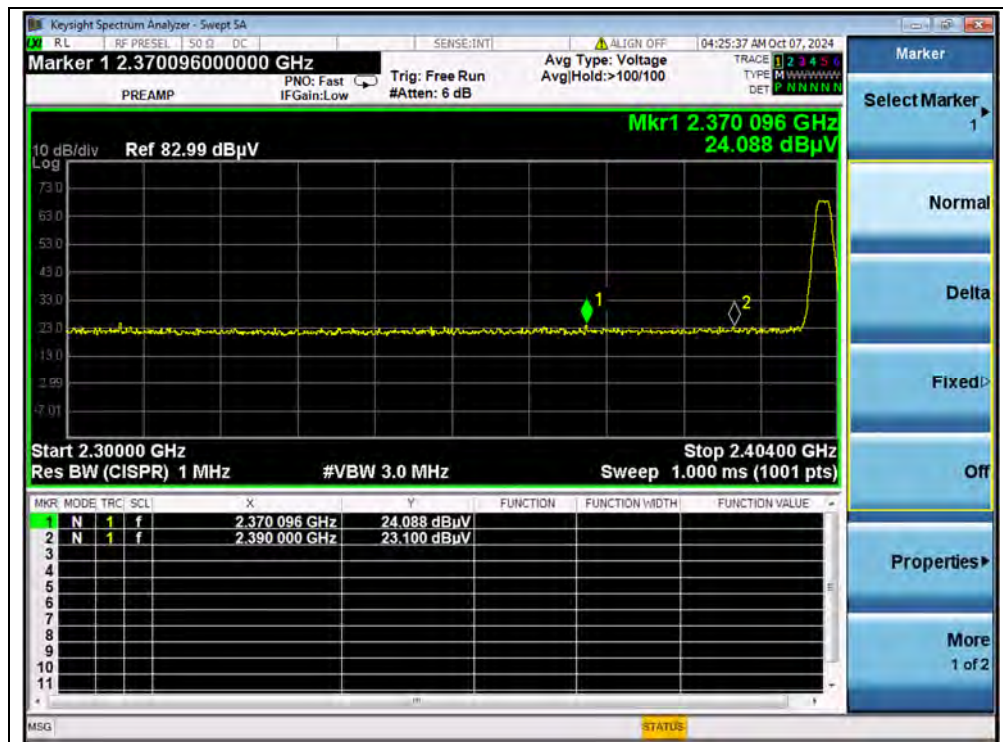 Keysight Spectrum Analyzer - Swept SA
LXI RL RF PRESEL 50 Ω DC SENSE:INT ALIGN OFF 04:25:37 AM Oct 07, 2024
Marker 1 2.370096000000 GHz Avg Type: Voltage TRACE 1 2 3 4 5 6
PNO: Fast Trig: Free Run Avg|Hold:>100/100 TYPE M WWWWW
PREAMP IFGain:Low #Atten: 6 dB DET P N N N N N
Mkr1 2.370 096 GHz
24.088 dBµV
10 dB/div Ref 82.99 dBµV
Log
73.0
63.0
53.0
43.0
33.0
23.0
13.0
2.99
-7.01
1
2
Start 2.30000 GHz Stop 2.40400 GHz
Res BW (CISPR) 1 MHz #VBW 3.0 MHz Sweep 1.000 ms (1001 pts)
MKR MODE TRC SCL X Y FUNCTION FUNCTION WIDTH FUNCTION VALUE
1 N 1 f 2.370 096 GHz 24.088 dBµV
2 N 1 f 2.390 000 GHz 23.100 dBµV
3
4
5
6
7
8
9
10
11
MSG STATUS
Marker
Select Marker
1
Normal
Delta
Fixed
Off
Properties
More
1 of 2